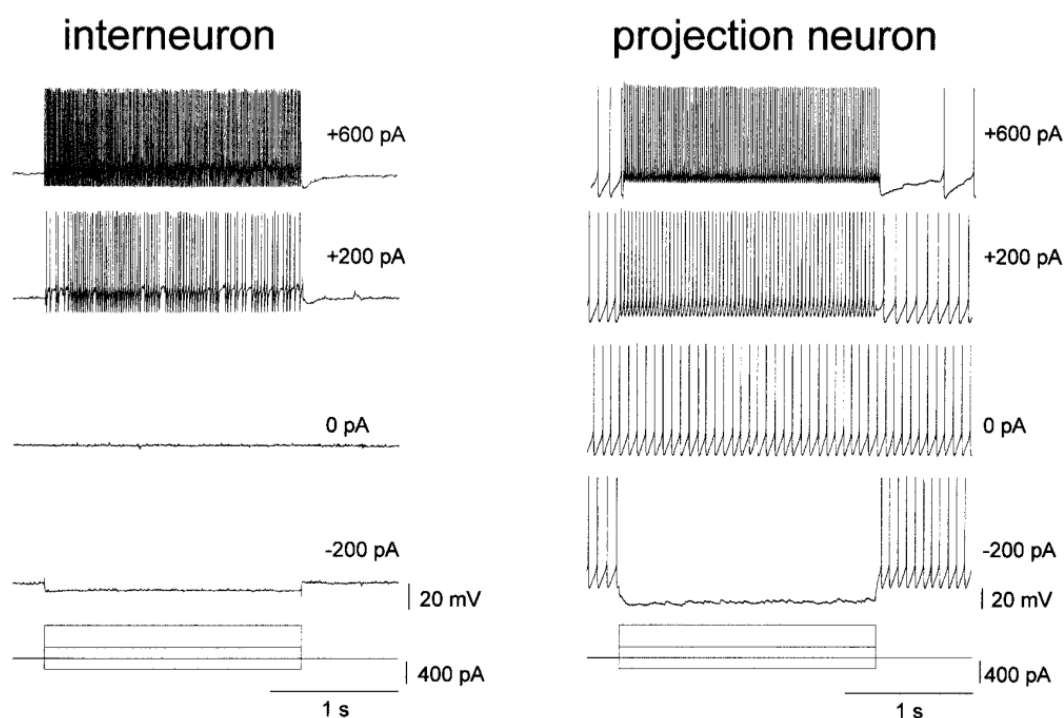 interneuron
+600 pA
+200 pA
0 pA
-200 pA
20 mV
400 pA
1 s
projection neuron
+600 pA
+200 pA
0 pA
-200 pA
20 mV
400 pA
1 s